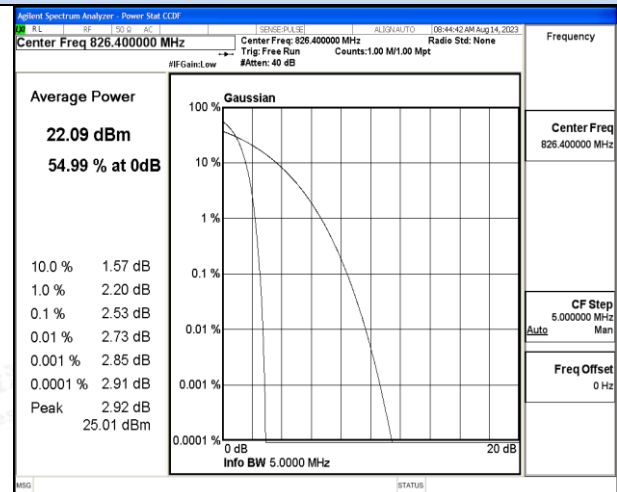 Agilent Spectrum Analyzer - Power Stat CCDF
RL RF 50 Ω AC SENSE:PULSE ALIGNAUTO 08:44:42 AM Aug 14, 2023
Center Freq 826.400000 MHz
Center Freq: 826.400000 MHz Radio Std: None
Trig: Free Run Counts:1.00 M/1.00 Mpt
#IFGain:Low #Atten: 40 dB
Frequency
Average Power
22.09 dBm
54.99 % at 0dB
10.0 % 1.57 dB
1.0 % 2.20 dB
0.1 % 2.53 dB
0.01 % 2.73 dB
0.001 % 2.85 dB
0.0001 % 2.91 dB
Peak 2.92 dB
25.01 dBm
Gaussian
100 %
10 %
1 %
0.1 %
0.01 %
0.001 %
0.0001 %
0 dB 20 dB
Info BW 5.0000 MHz
Center Freq
826.400000 MHz
CF Step
5.000000 MHz
Auto Man
Freq Offset
0 Hz
MSG STATUS